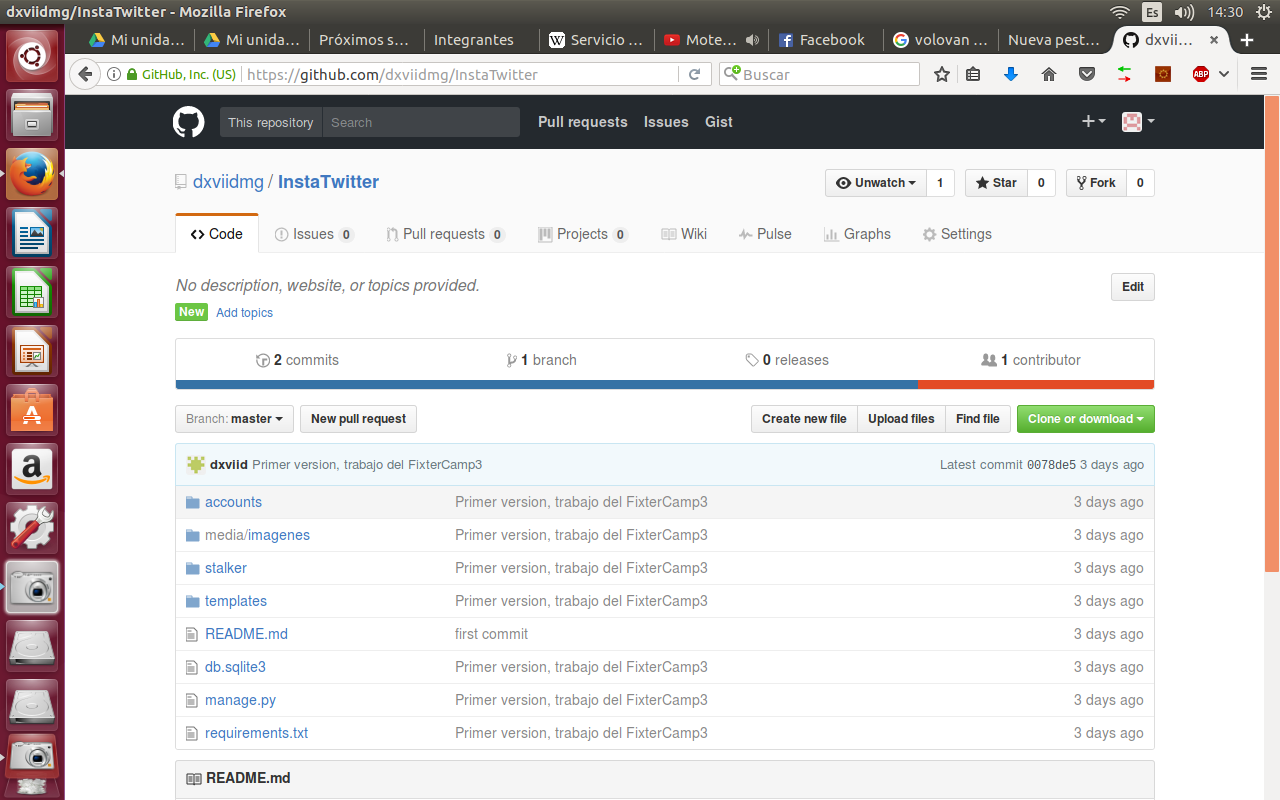 dxviidmg/InstaTwitter - Mozilla Firefox
Es
14:30
Mi unida...
Mi unida...
Próximos s...
Integrantes
W Servicio ...
Mote...
Facebook
volovan ...
Nueva pest...
dxvii...
GitHub, Inc. (US)
https://github.com/dxviidmg/InstaTwitter
Buscar
ABP
This repository
Search
Pull requests
Issues
Gist
dxviidmg / InstaTwitter
Unwatch 1
Star 0
Fork 0
Code
Issues 0
Pull requests 0
Projects 0
Wiki
Pulse
Graphs
Settings
No description, website, or topics provided.
Edit
New Add topics
2 commits
1 branch
0 releases
1 contributor
Branch: master
New pull request
Create new file
Upload files
Find file
Clone or download
dxviid Primer version, trabajo del FixterCamp3
Latest commit 0078de5 3 days ago
accounts Primer version, trabajo del FixterCamp3 3 days ago
media/imagenes Primer version, trabajo del FixterCamp3 3 days ago
stalker Primer version, trabajo del FixterCamp3 3 days ago
templates Primer version, trabajo del FixterCamp3 3 days ago
README.md first commit 3 days ago
db.sqlite3 Primer version, trabajo del FixterCamp3 3 days ago
manage.py Primer version, trabajo del FixterCamp3 3 days ago
requirements.txt Primer version, trabajo del FixterCamp3 3 days ago
README.md